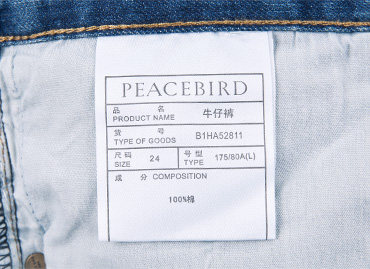 PEACEBIRD
品 名 牛仔裤
PRODUCT NAME
货 号 B1HA52811
TYPE OF GOODS
尺 码 24 号 型 175/80A(L)
SIZE TYPE
成 分 COMPOSITION
100%棉